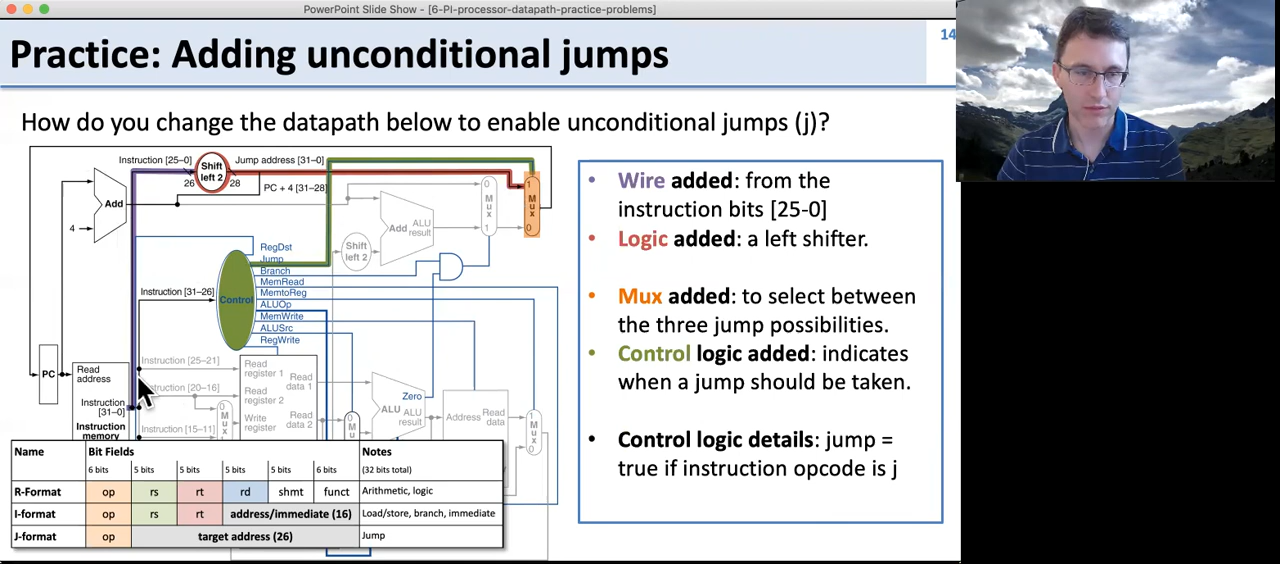 PowerPoint Slide Show - [6-PI-processor-datapath-practice-problems]
14
Practice: Adding unconditional jumps
How do you change the datapath below to enable unconditional jumps (j)?
Instruction [25–0]
Shift
left 2
Jump address [31–0]
26
28
PC + 4 [31–28]
Add
4
0
M
u
x
1
1
M
u
x
0
Add
ALU
result
Shift
left 2
RegDst
Jump
Branch
MemRead
MemtoReg
ALUOp
MemWrite
ALUSrc
RegWrite
Instruction [31–26]
Control
PC
Read
address
Instruction
[31–0]
Instruction
memory
Instruction [25–21]
Instruction [20–16]
Instruction [15–11]
0
M
u
x
1
Read
register 1
Read
register 2
Write
register
Read
data 1
Read
data 2
0
M
u
Zero
ALU
ALU
result
Address
Read
data
1
M
u
x
0
Name Bit Fields Notes
6 bits 5 bits 5 bits 5 bits 5 bits 6 bits (32 bits total)
R-Format op rs rt rd shmt funct Arithmetic, logic
I-format op rs rt address/immediate (16) Load/store, branch, immediate
J-format op target address (26) Jump
• Wire added: from the
instruction bits [25-0]
• Logic added: a left shifter.
• Mux added: to select between
the three jump possibilities.
• Control logic added: indicates
when a jump should be taken.
• Control logic details: jump =
true if instruction opcode is j